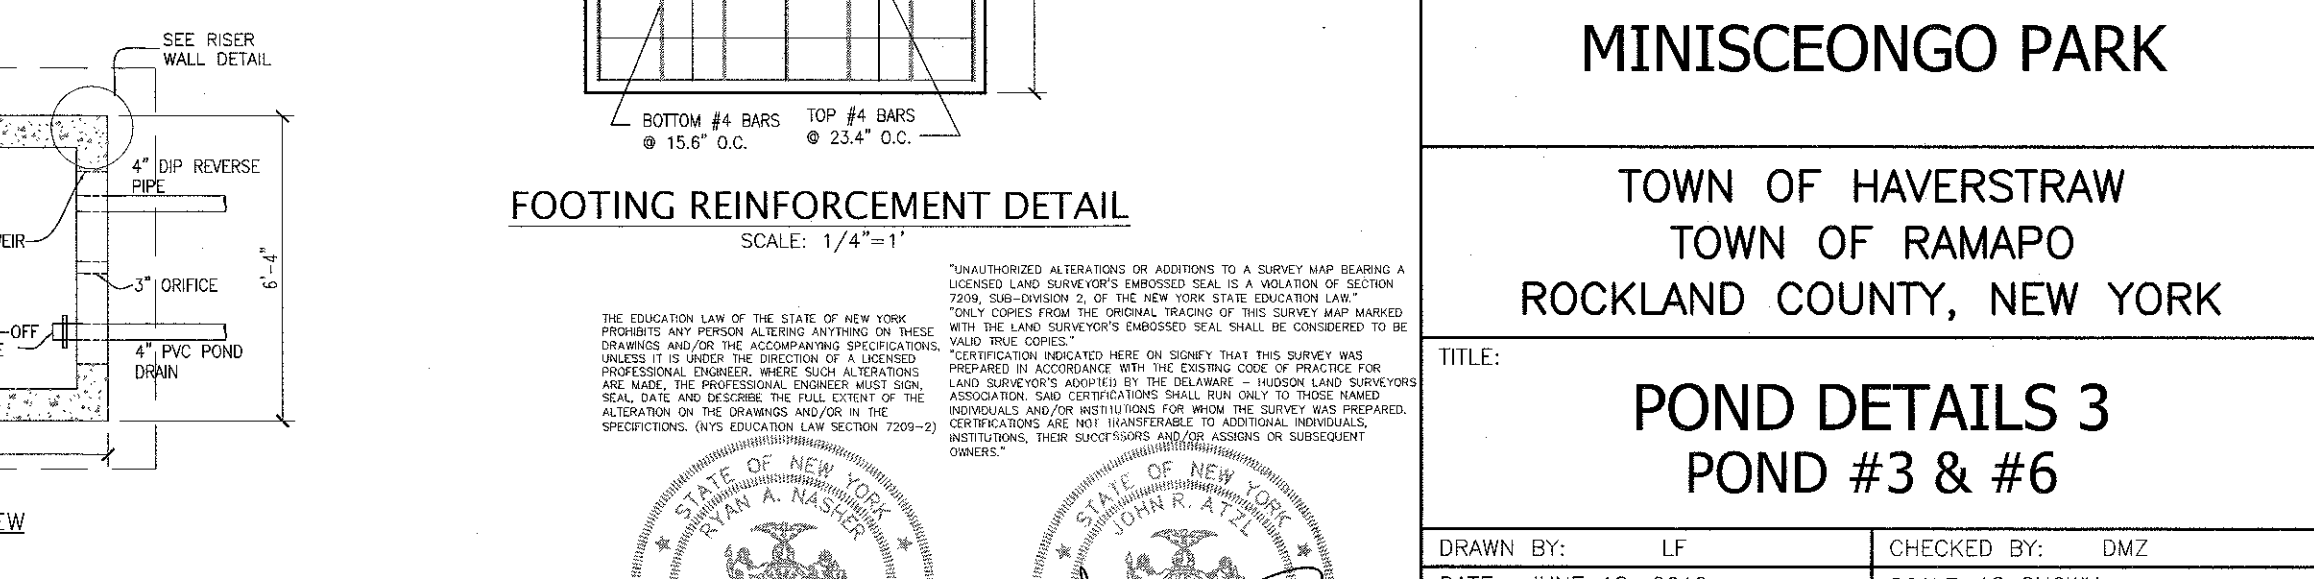 SEE RISER
WALL DETAIL
4" DIP REVERSE
PIPE
3" ORIFICE
6'-4"
4" PVC POND
DRAIN
BOTTOM #4 BARS
@ 15.6" O.C.
TOP #4 BARS
@ 23.4" O.C.
FOOTING REINFORCEMENT DETAIL
SCALE: 1/4"=1'
THE EDUCATION LAW OF THE STATE OF NEW YORK
PROHIBITS ANY PERSON ALTERING ANYTHING ON THESE
DRAWINGS AND/OR THE ACCOMPANYING SPECIFICATIONS,
UNLESS IT IS UNDER THE DIRECTION OF A LICENSED
PROFESSIONAL ENGINEER. WHERE SUCH ALTERATIONS
ARE MADE, THE PROFESSIONAL ENGINEER MUST SIGN,
SEAL, DATE AND DESCRIBE THE FULL EXTENT OF THE
ALTERATION ON THE DRAWINGS AND/OR IN THE
SPECIFICTIONS. (NYS EDUCATION LAW SECTION 7209-2)
"UNAUTHORIZED ALTERATIONS OR ADDITIONS TO A SURVEY MAP BEARING A
LICENSED LAND SURVEYOR'S EMBOSSED SEAL IS A VIOLATION OF SECTION
7209, SUB-DIVISION 2, OF THE NEW YORK STATE EDUCATION LAW."
"ONLY COPIES FROM THE ORIGINAL TRACING OF THIS SURVEY MAP MARKED
WITH THE LAND SURVEYOR'S EMBOSSED SEAL SHALL BE CONSIDERED TO BE
VALID TRUE COPIES."
"CERTIFICATION INDICATED HERE ON SIGNIFY THAT THIS SURVEY WAS
PREPARED IN ACCORDANCE WITH THE EXISTING CODE OF PRACTICE FOR
LAND SURVEYOR'S ADOPTED BY THE DELAWARE - HUDSON LAND SURVEYORS
ASSOCIATION. SAID CERTIFICATIONS SHALL RUN ONLY TO THOSE NAMED
INDIVIDUALS AND/OR INSTITUTIONS FOR WHOM THE SURVEY WAS PREPARED.
CERTIFICATIONS ARE NOT TRANSFERABLE TO ADDITIONAL INDIVIDUALS,
INSTITUTIONS, THEIR SUCCESSORS AND/OR ASSIGNS OR SUBSEQUENT
OWNERS."
STATE OF NEW YORK
RYAN A. NASHER
STATE OF NEW YORK
JOHN R. ATZL
MINISCEONGO PARK
TOWN OF HAVERSTRAW
TOWN OF RAMAPO
ROCKLAND COUNTY, NEW YORK
TITLE:
POND DETAILS 3
POND #3 & #6
DRAWN BY: LF
CHECKED BY: DMZ